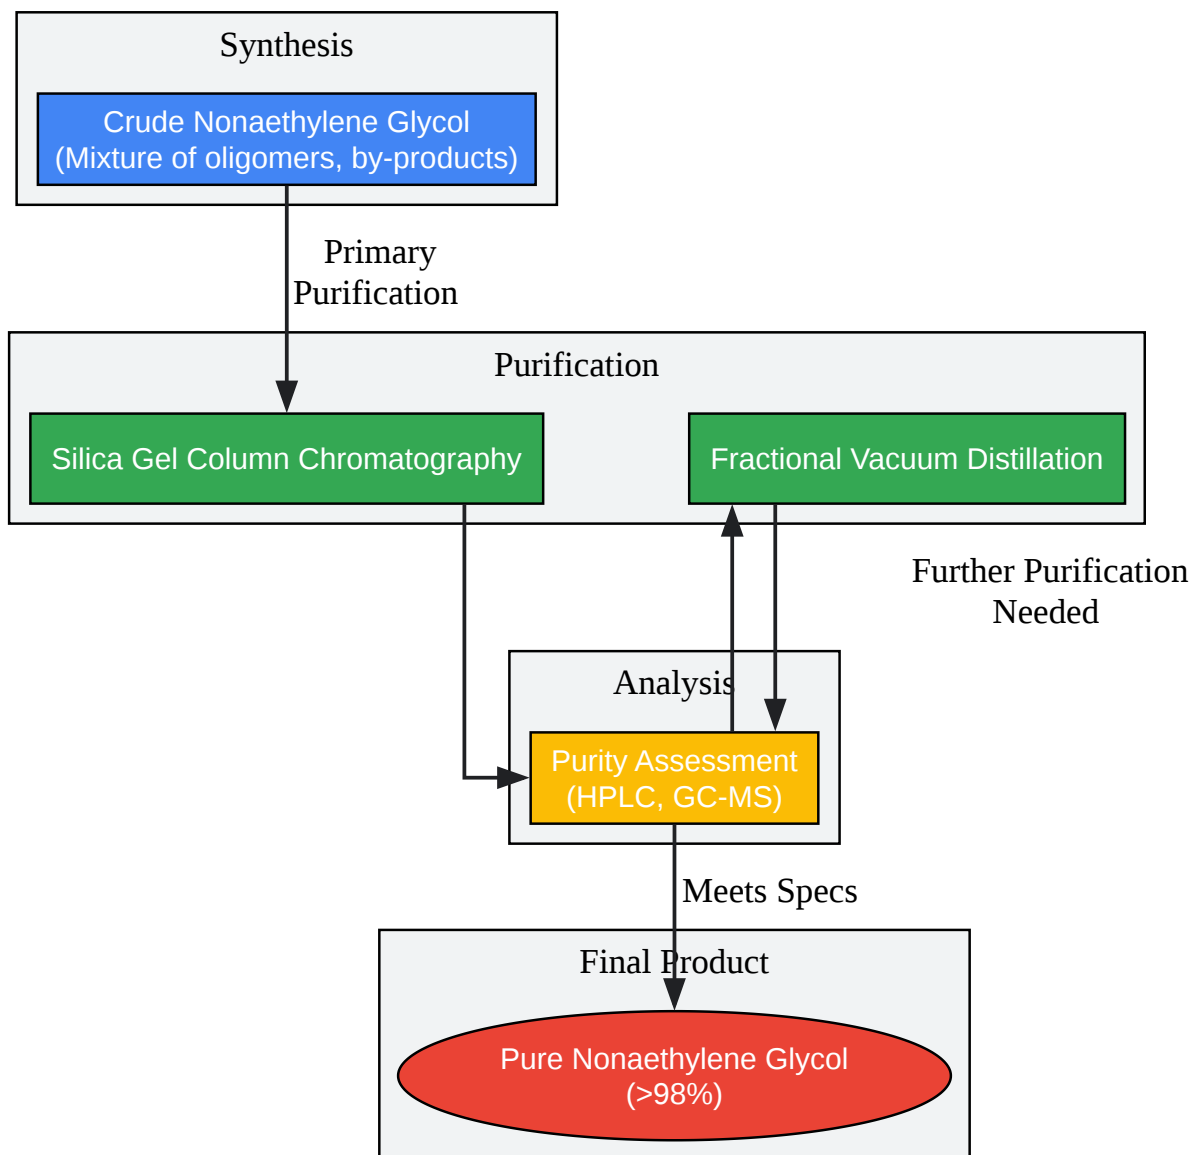 Synthesis
Crude Nonaethylene Glycol
(Mixture of oligomers, by-products)
Primary
Purification
Purification
Silica Gel Column Chromatography
Fractional Vacuum Distillation
Further Purification
Needed
Analysis
Purity Assessment
(HPLC, GC-MS)
Meets Specs
Final Product
Pure Nonaethylene Glycol
(>98%)